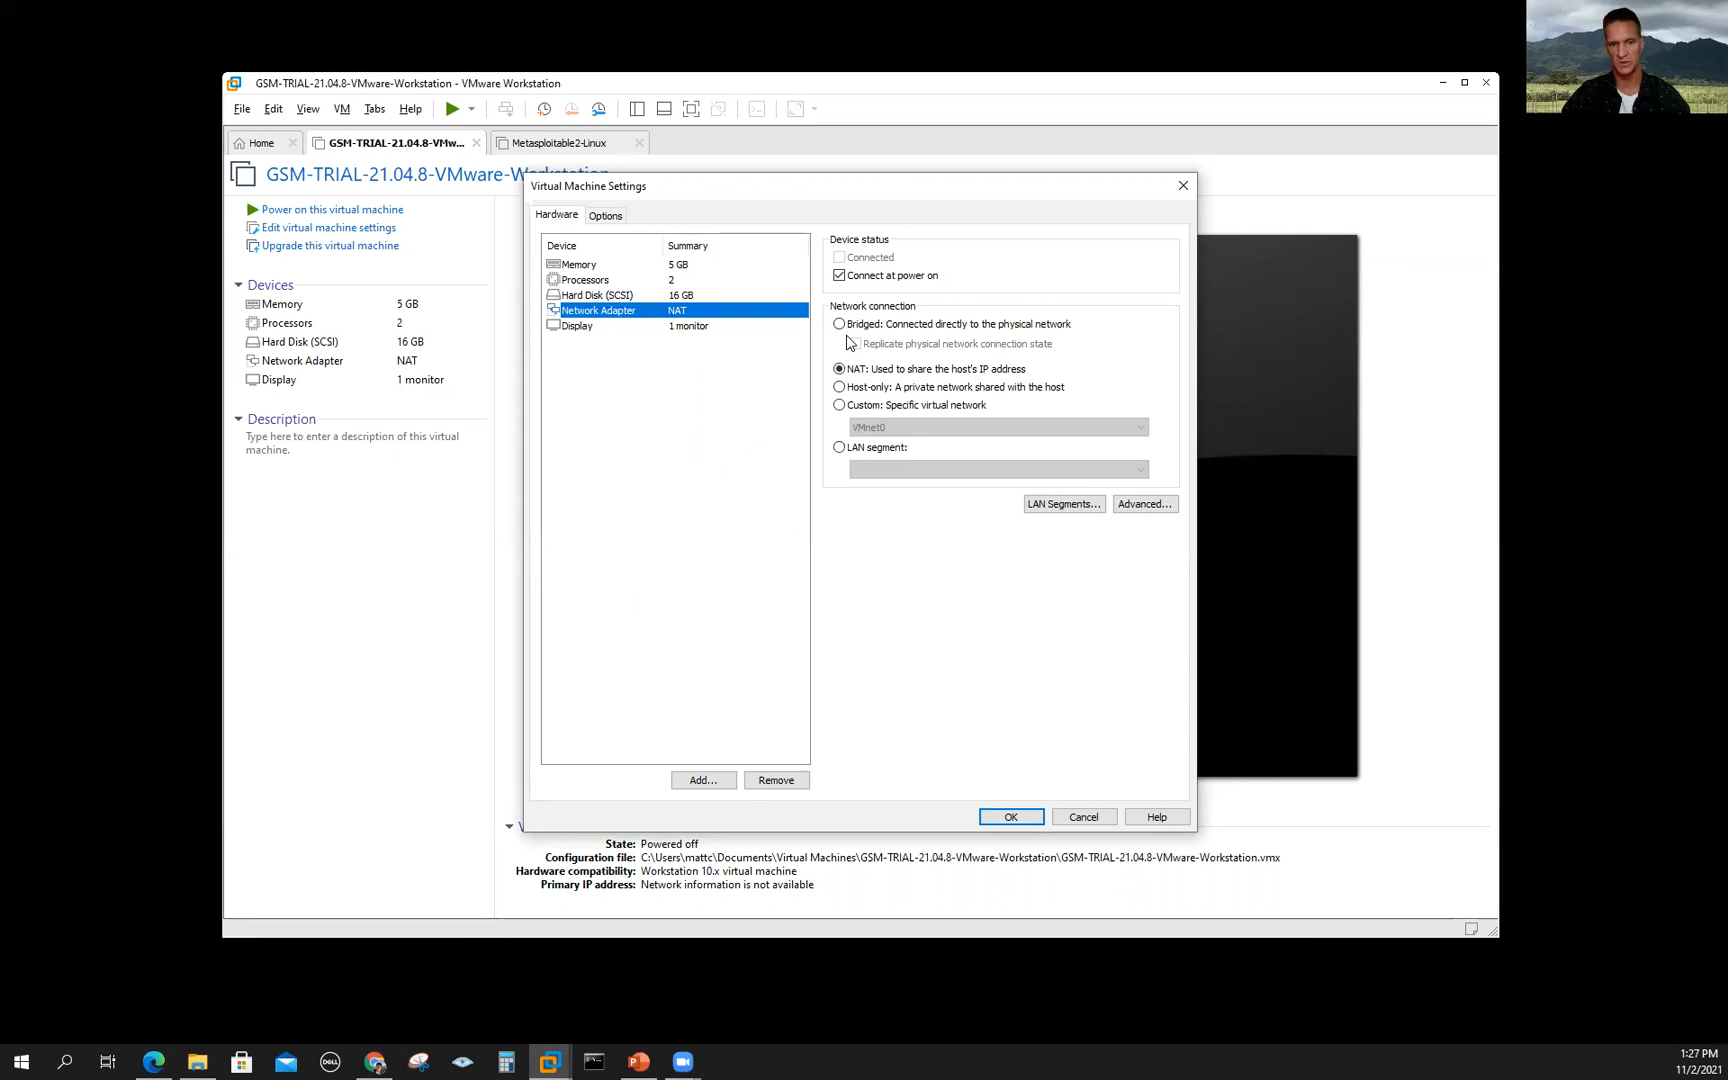 GSM-TRIAL-21.04.8-VMware-Workstation - VMware Workstation
File Edit View VM Tabs Help
Home GSM-TRIAL-21.04.8-VMw... Metasploitable2-Linux
GSM-TRIAL-21.04.8-VMware-Workstation
Power on this virtual machine
Edit virtual machine settings
Upgrade this virtual machine
Devices
Memory 5 GB
Processors 2
Hard Disk (SCSI) 16 GB
Network Adapter NAT
Display 1 monitor
Description
Type here to enter a description of this virtual
machine.
Virtual Machine Settings
Hardware Options
Device Summary
Memory 5 GB
Processors 2
Hard Disk (SCSI) 16 GB
Network Adapter NAT
Display 1 monitor
Add... Remove
Device status
Connected
Connect at power on
Network connection
Bridged: Connected directly to the physical network
Replicate physical network connection state
NAT: Used to share the host's IP address
Host-only: A private network shared with the host
Custom: Specific virtual network
VMnet0
LAN segment:
LAN Segments... Advanced...
OK Cancel Help
State: Powered off
Configuration file: C:\Users\mattc\Documents\Virtual Machines\GSM-TRIAL-21.04.8-VMware-Workstation\GSM-TRIAL-21.04.8-VMware-Workstation.vmx
Hardware compatibility: Workstation 10.x virtual machine
Primary IP address: Network information is not available
DELL
1:27 PM
11/2/2021